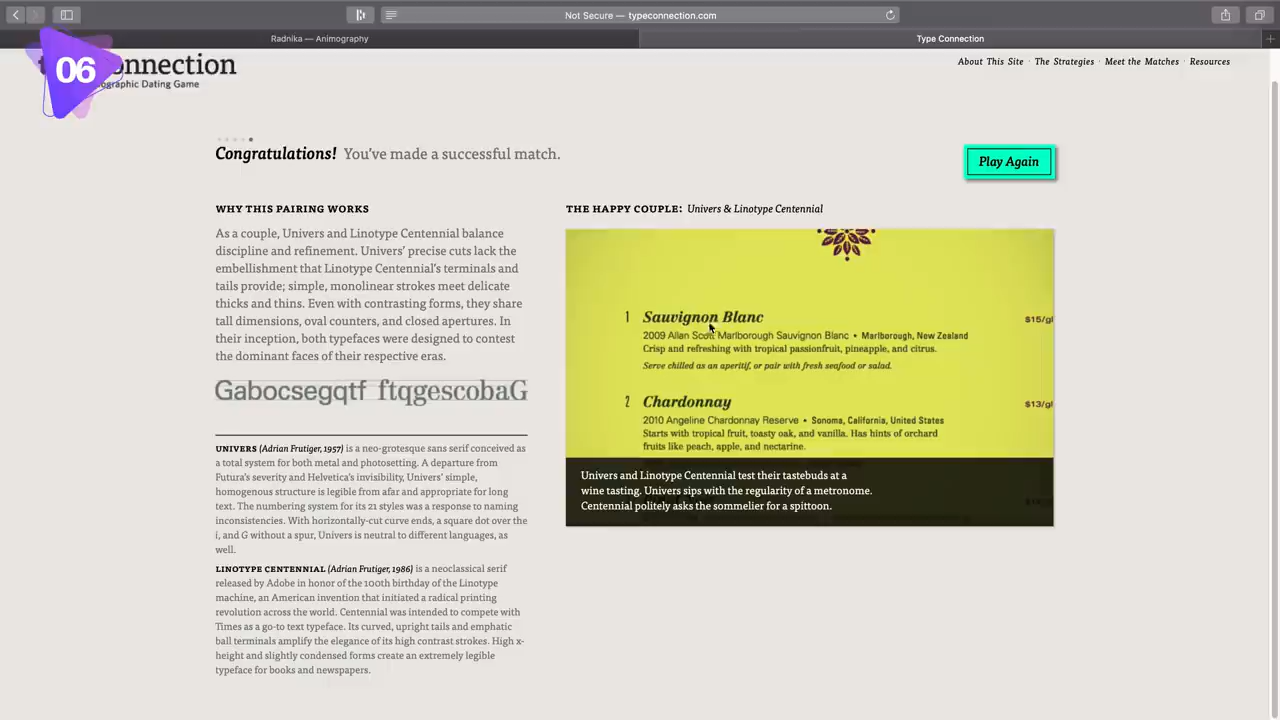 Not Secure — typeconnection.com
Radnika — Animography
Type Connection
06
onnection
ographic Dating Game
About This Site · The Strategies · Meet the Matches · Resources
Congratulations! You've made a successful match.
Play Again
WHY THIS PAIRING WORKS
As a couple, Univers and Linotype Centennial balance
discipline and refinement. Univers' precise cuts lack the
embellishment that Linotype Centennial's terminals and
tails provide; simple, monolinear strokes meet delicate
thicks and thins. Even with contrasting forms, they share
tall dimensions, oval counters, and closed apertures. In
their inception, both typefaces were designed to contest
the dominant faces of their respective eras.
Gabocsegqtf ftqgescobaG
UNIVERS (Adrian Frutiger, 1957) is a neo-grotesque sans serif conceived as
a total system for both metal and photosetting. A departure from
Futura's severity and Helvetica's invisibility, Univers' simple,
homogenous structure is legible from afar and appropriate for long
text. The numbering system for its 21 styles was a response to naming
inconsistencies. With horizontally-cut curve ends, a square dot over the
i, and G without a spur, Univers is neutral to different languages, as
well.
LINOTYPE CENTENNIAL (Adrian Frutiger, 1986) is a neoclassical serif
released by Adobe in honor of the 100th birthday of the Linotype
machine, an American invention that initiated a radical printing
revolution across the world. Centennial was intended to compete with
Times as a go-to text typeface. Its curved, upright tails and emphatic
ball terminals amplify the elegance of its high contrast strokes. High x-
height and slightly condensed forms create an extremely legible
typeface for books and newspapers.
THE HAPPY COUPLE: Univers & Linotype Centennial
1 Sauvignon Blanc $15/gl
2009 Allan Scott Marlborough Sauvignon Blanc • Marlborough, New Zealand
Crisp and refreshing with tropical passionfruit, pineapple, and citrus.
Serve chilled as an aperitif, or pair with fresh seafood or salad.
2 Chardonnay $13/gl
2010 Angeline Chardonnay Reserve • Sonoma, California, United States
Starts with tropical fruit, toasty oak, and vanilla. Has hints of orchard
fruits like peach, apple, and nectarine.
Univers and Linotype Centennial test their tastebuds at a
wine tasting. Univers sips with the regularity of a metronome.
Centennial politely asks the sommelier for a spittoon.